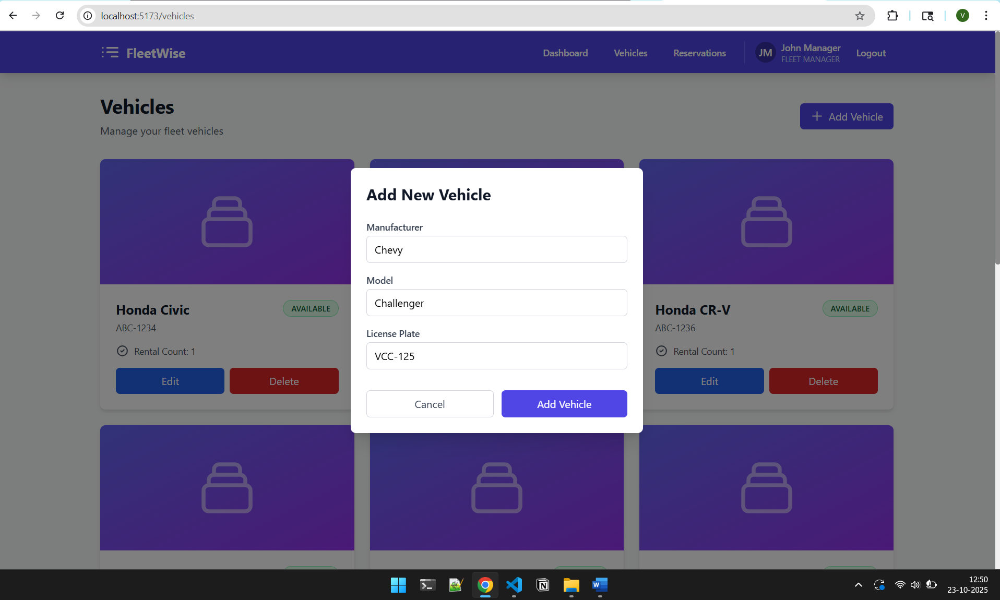 localhost:5173/vehicles
V
FleetWise
Dashboard
Vehicles
Reservations
JM
John Manager
FLEET MANAGER
Logout
Vehicles
Manage your fleet vehicles
Add Vehicle
Add New Vehicle
Manufacturer
Chevy
Model
Challenger
License Plate
VCC-125
Cancel
Add Vehicle
Honda Civic
AVAILABLE
ABC-1234
Rental Count: 1
Edit
Delete
Honda CR-V
AVAILABLE
ABC-1236
Rental Count: 1
Edit
Delete
12:50
23-10-2025